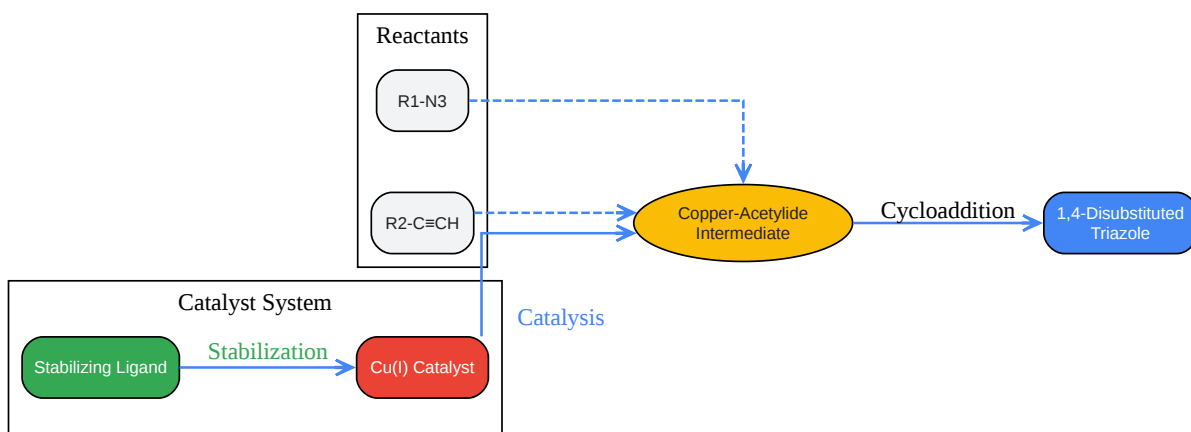 Reactants
R1-N3
R2-C≡CH
Copper-Acetylide
Intermediate
Cycloaddition
1,4-Disubstituted
Triazole
Catalyst System
Catalysis
Stabilizing Ligand
Stabilization
Cu(I) Catalyst